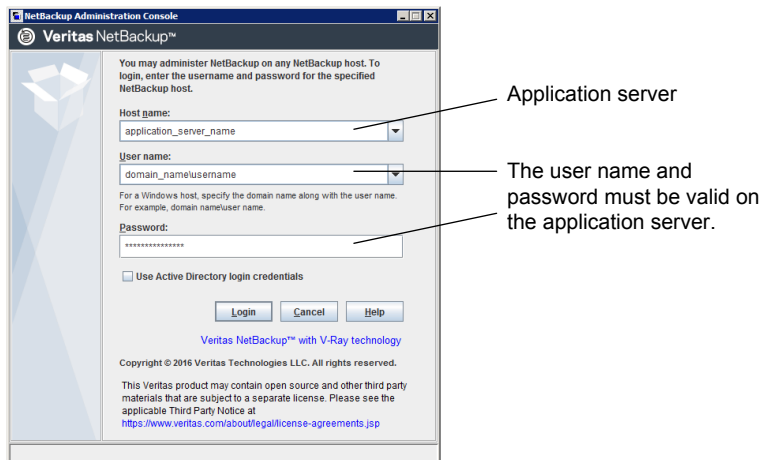 NetBackup Administration Console
Veritas NetBackup™
You may administer NetBackup on any NetBackup host. To
login, enter the username and password for the specified
NetBackup host.
Host name:
application_server_name
Application server
User name:
domain_name\username
For a Windows host, specify the domain name along with the user name.
For example, domain name\user name.
The user name and
password must be valid on
the application server.
Password:
***************
Use Active Directory login credentials
Login
Cancel
Help
Veritas NetBackup™ with V-Ray technology
Copyright © 2016 Veritas Technologies LLC. All rights reserved.
This Veritas product may contain open source and other third party
materials that are subject to a separate license. Please see the
applicable Third Party Notice at
https://www.veritas.com/about/legal/license-agreements.jsp